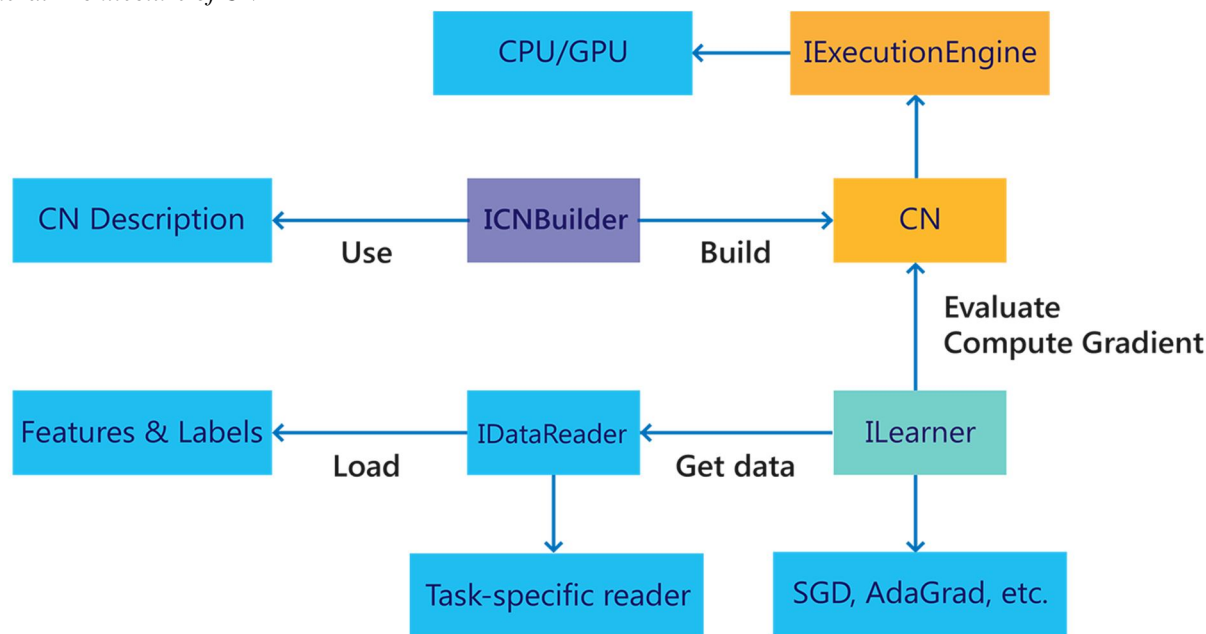 CPU/GPU
IExecutionEngine
CN Description
Use
ICNBuilder
Build
CN
Evaluate
Compute Gradient
Features & Labels
Load
IDataReader
Get data
ILearner
Task-specific reader
SGD, AdaGrad, etc.